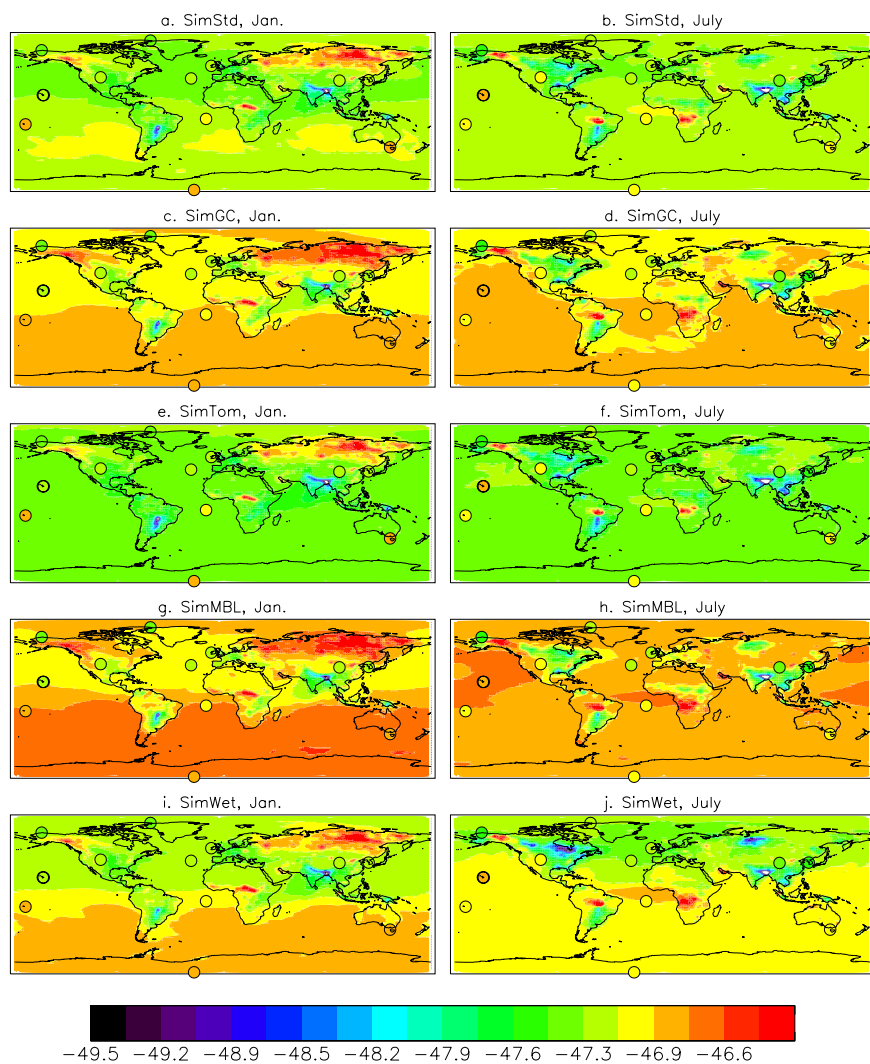 a. SimStd, Jan.
b. SimStd, July
c. SimGC, Jan.
d. SimGC, July
e. SimTom, Jan.
f. SimTom, July
g. SimMBL, Jan.
h. SimMBL, July
i. SimWet, Jan.
j. SimWet, July
-49.5 -49.2 -48.9 -48.5 -48.2 -47.9 -47.6 -47.3 -46.9 -46.6